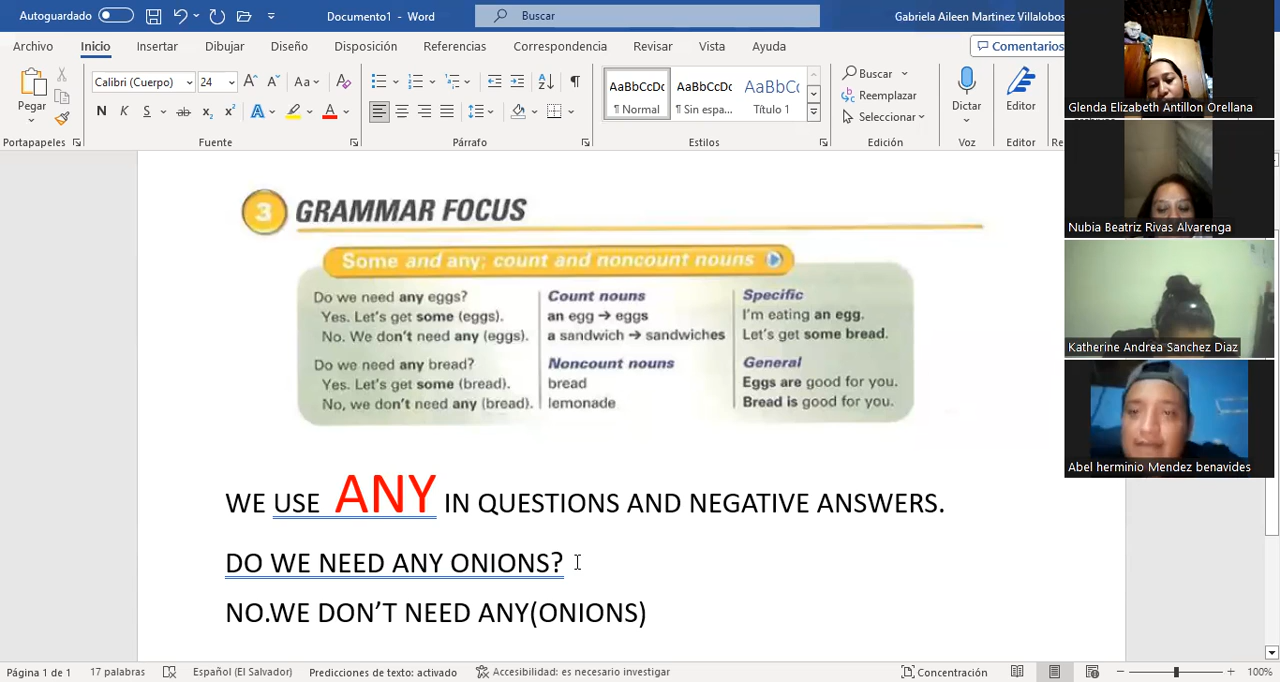 Autoguardado
Documento1 - Word
Buscar
Gabriela Aileen Martinez Villalobos
Archivo Inicio Insertar Dibujar Diseño Disposición Referencias Correspondencia Revisar Vista Ayuda
Comentarios
Pegar
Calibri (Cuerpo) 24
N K S ab x₂ x²
AaBbCcDc AaBbCcDc AaBbCc
¶ Normal ¶ Sin espa... Título 1
Buscar
Reemplazar
Seleccionar
Dictar
Editor
Portapapeles Fuente Párrafo Estilos Edición Voz Editor
3 GRAMMAR FOCUS
Some and any; count and noncount nouns
Do we need any eggs?
Yes. Let's get some (eggs).
No. We don't need any (eggs).
Do we need any bread?
Yes. Let's get some (bread).
No, we don't need any (bread).
Count nouns
an egg → eggs
a sandwich → sandwiches
Noncount nouns
bread
lemonade
Specific
I'm eating an egg.
Let's get some bread.
General
Eggs are good for you.
Bread is good for you.
WE USE ANY IN QUESTIONS AND NEGATIVE ANSWERS.
DO WE NEED ANY ONIONS?
NO.WE DON'T NEED ANY(ONIONS)
Glenda Elizabeth Antillon Orellana
Nubia Beatriz Rivas Alvarenga
Katherine Andrea Sanchez Diaz
Abel herminio Mendez benavides
Página 1 de 1 17 palabras Español (El Salvador) Predicciones de texto: activado Accesibilidad: es necesario investigar Concentración 100%